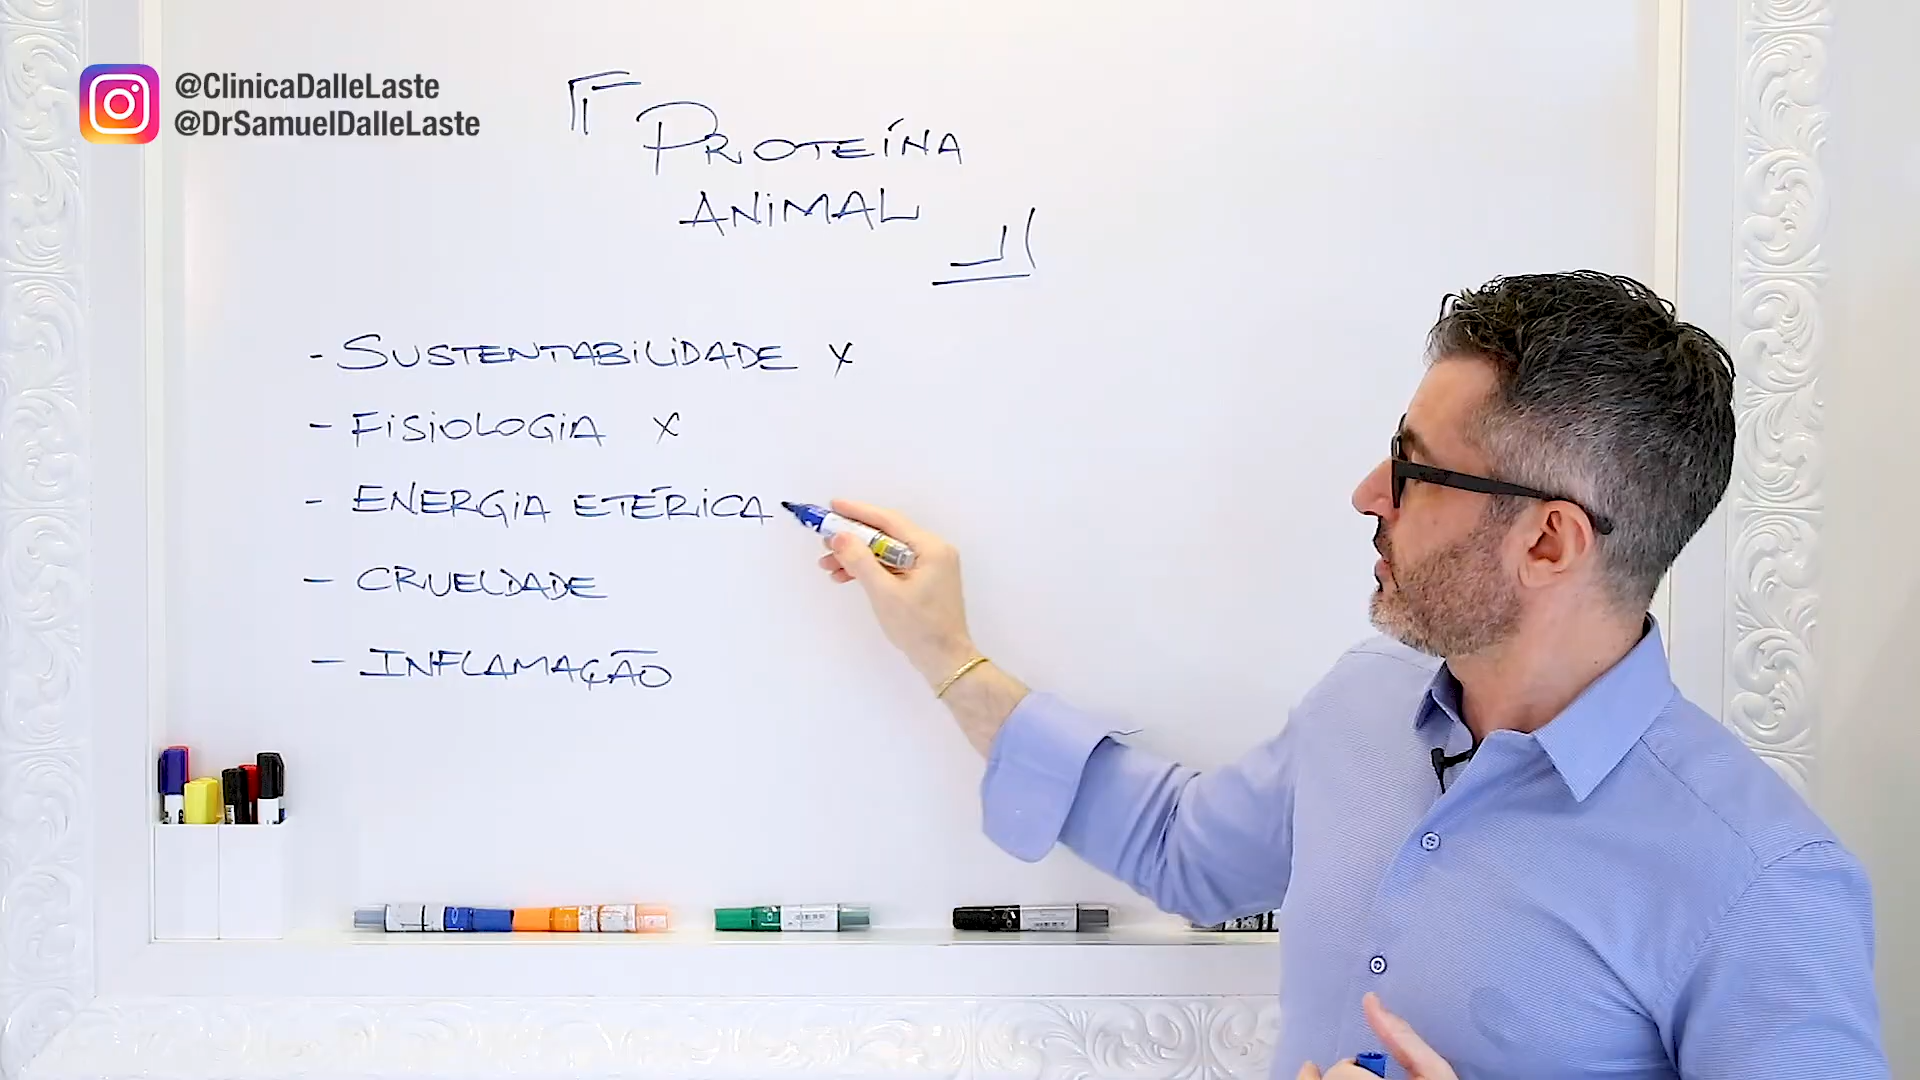 @ClinicaDalleLaste
@DrSamuelDalleLaste
PROTEÍNA
ANIMAL
- SUSTENTABILIDADE X
- FISIOLOGIA X
- ENERGIA ETÉRICA
- CRUELDADE
- INFLAMAÇÃO